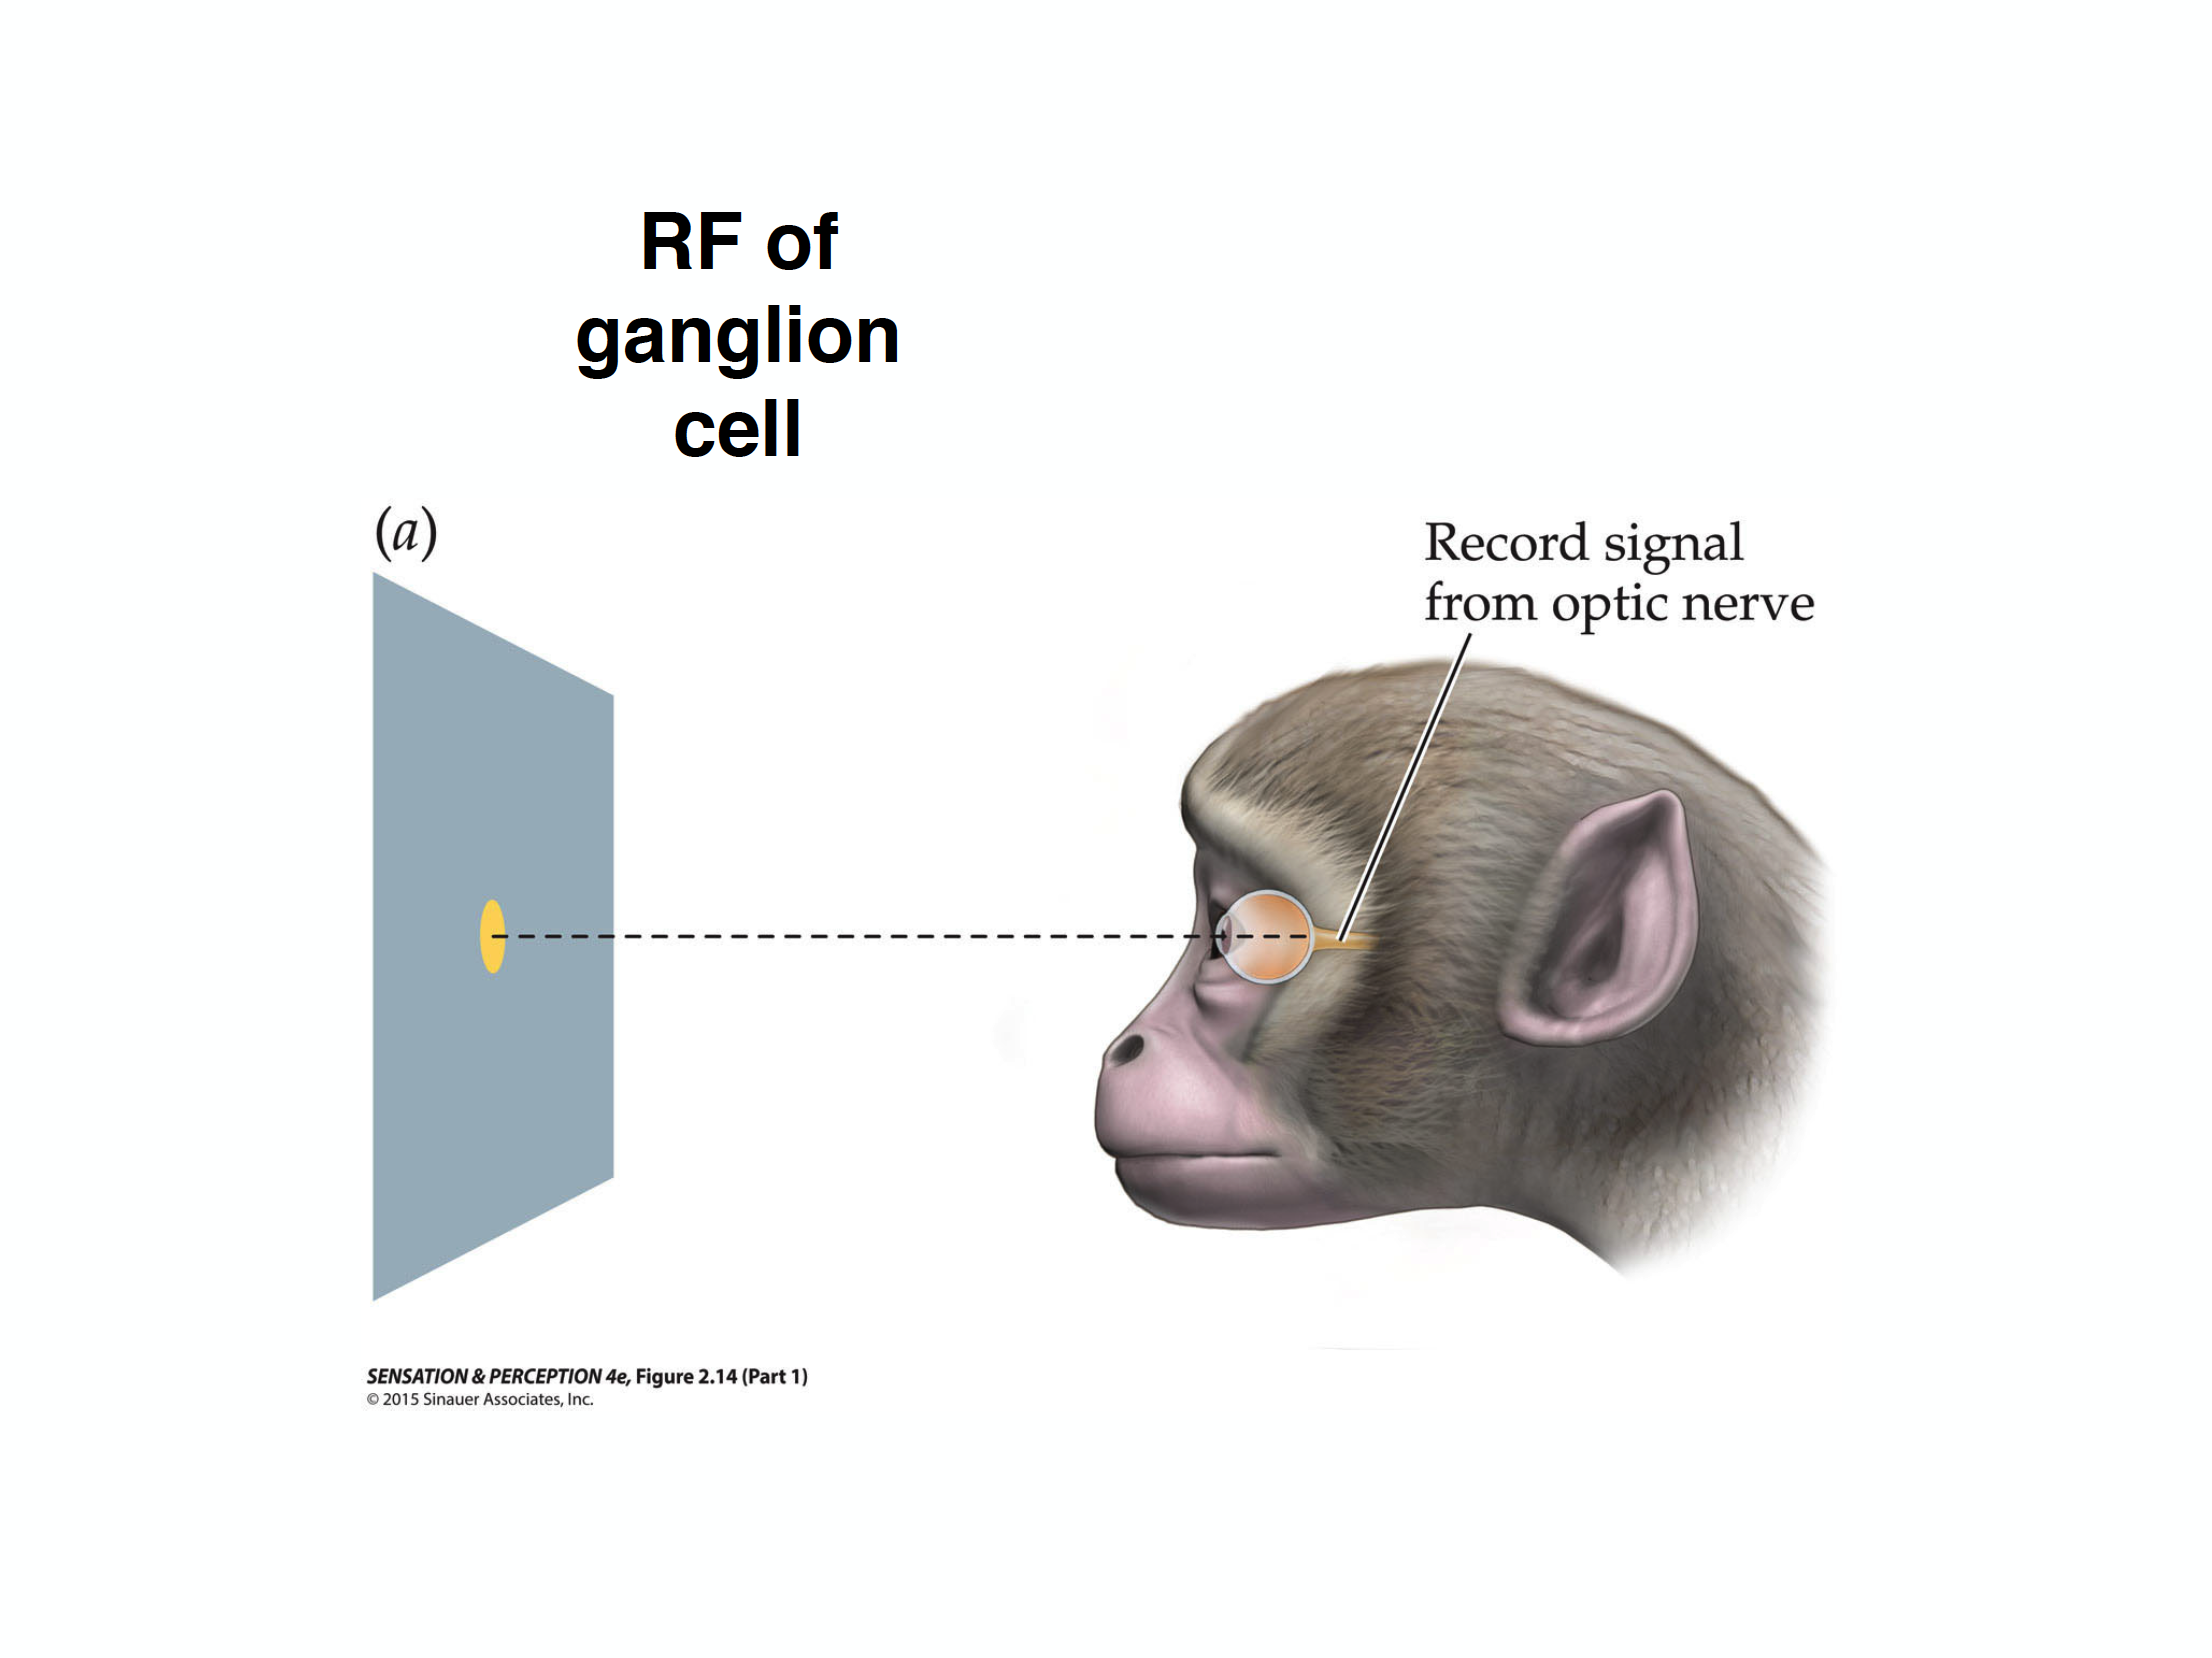 RF of
ganglion
cell
(a)
Record signal
from optic nerve
SENSATION & PERCEPTION 4e, Figure 2.14 (Part 1)
© 2015 Sinauer Associates, Inc.